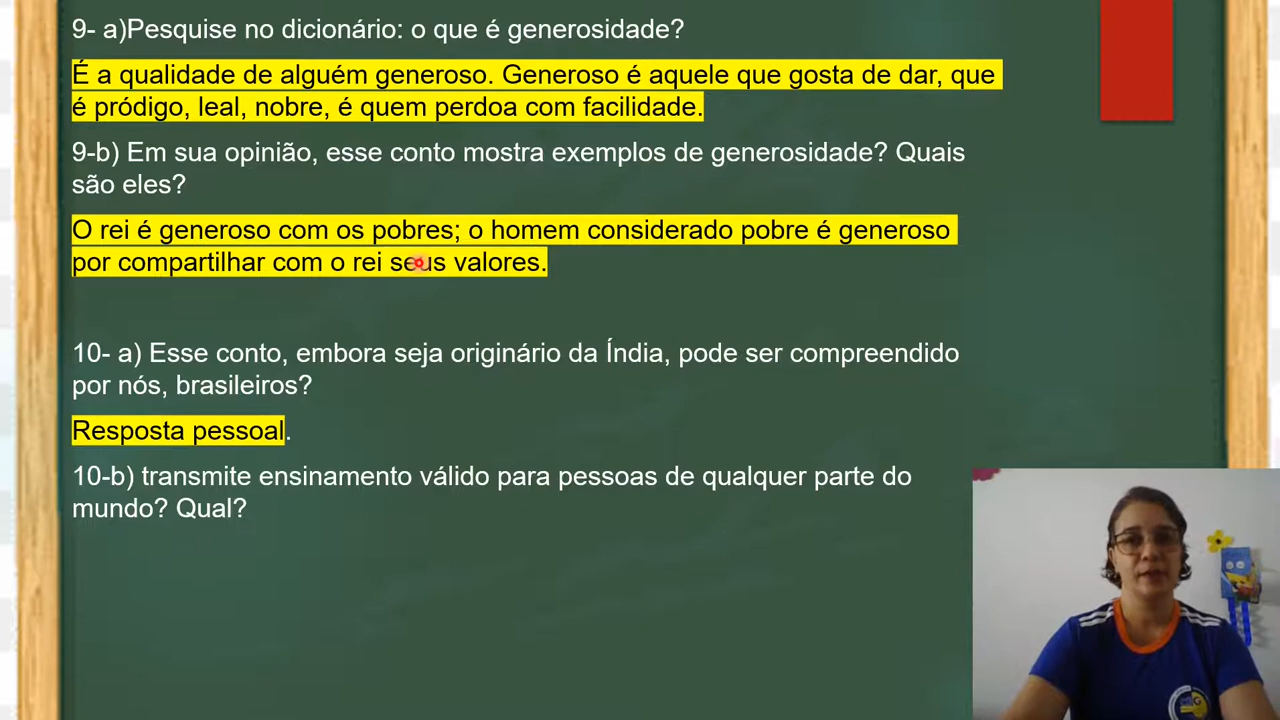 9- a)Pesquise no dicionário: o que é generosidade?
É a qualidade de alguém generoso. Generoso é aquele que gosta de dar, que
é pródigo, leal, nobre, é quem perdoa com facilidade.
9-b) Em sua opinião, esse conto mostra exemplos de generosidade? Quais
são eles?
O rei é generoso com os pobres; o homem considerado pobre é generoso
por compartilhar com o rei seus valores.
10- a) Esse conto, embora seja originário da Índia, pode ser compreendido
por nós, brasileiros?
Resposta pessoal.
10-b) transmite ensinamento válido para pessoas de qualquer parte do
mundo? Qual?